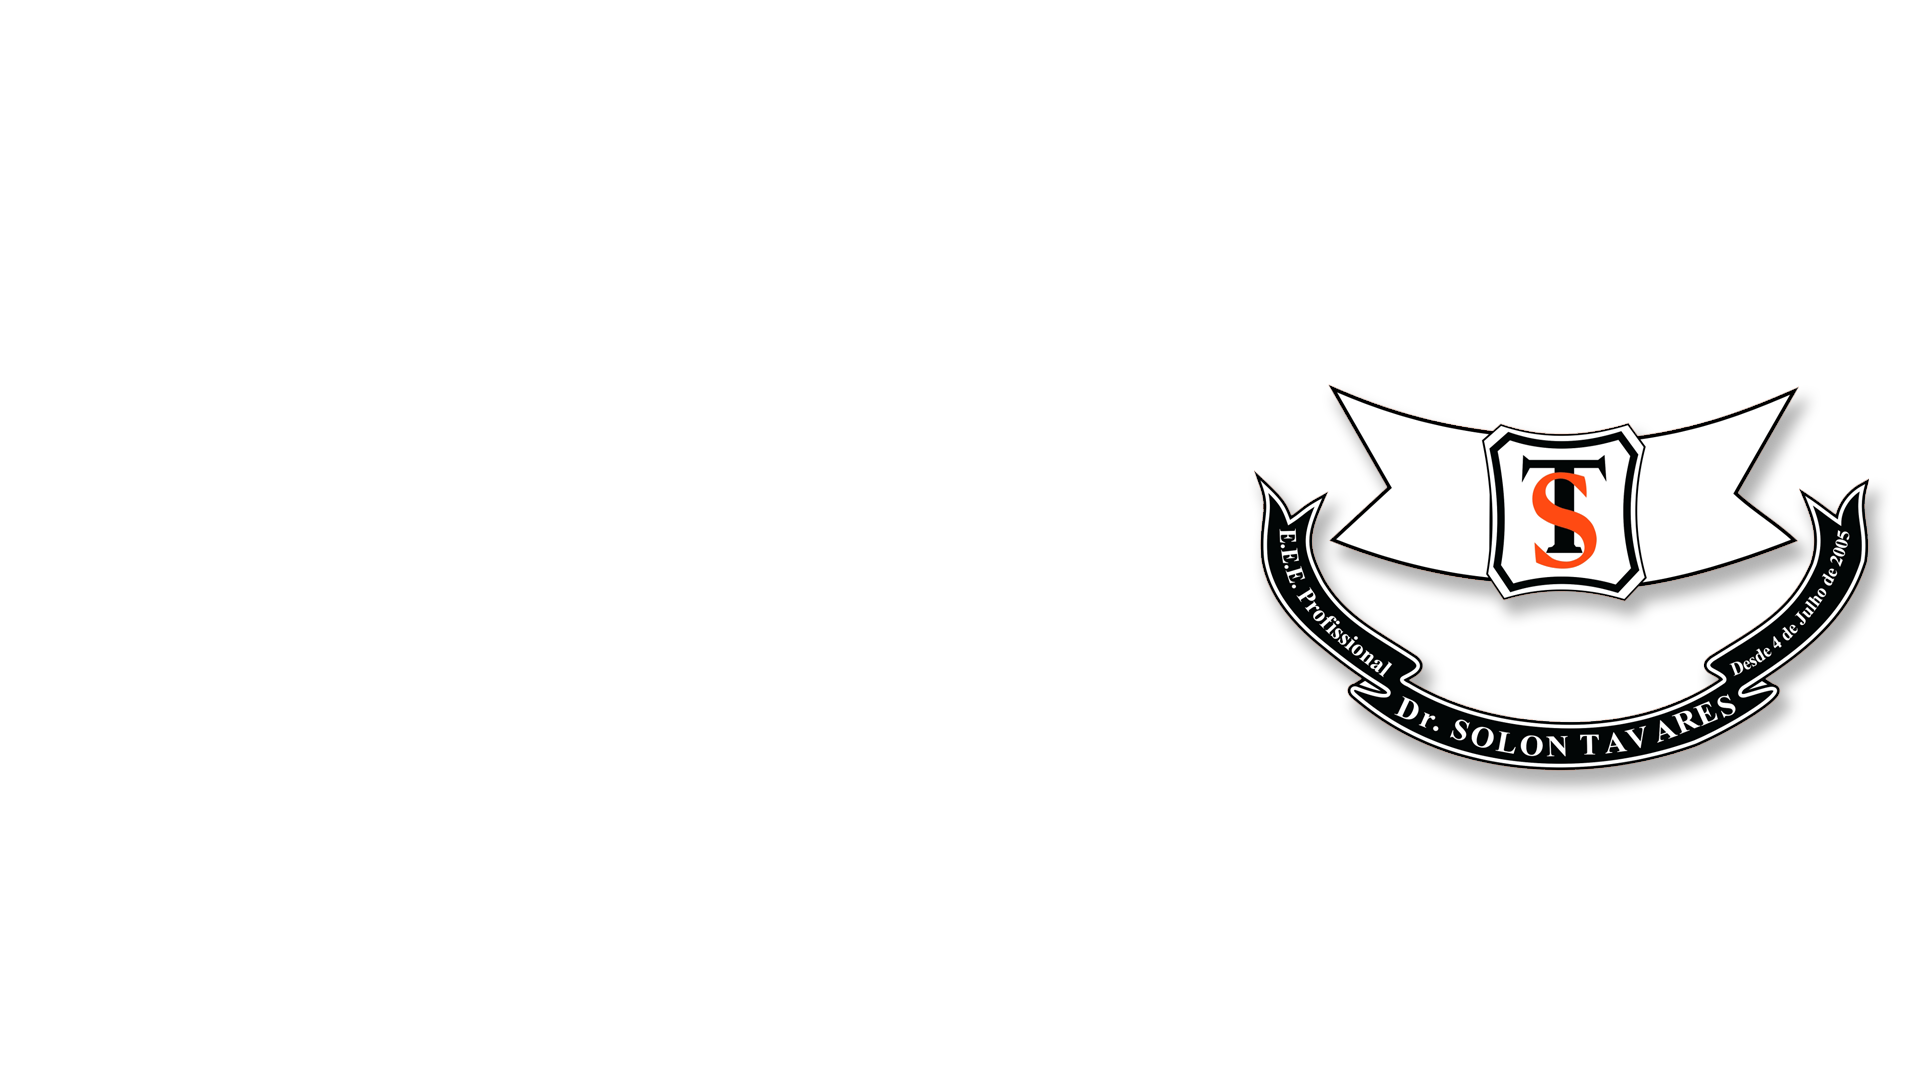 TS
E.E.E. Profissional
Dr. SOLON TAVARES
Desde 4 de Julho de 2005